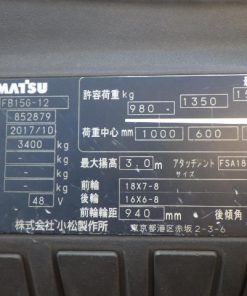 MATSU
FB15G-12
852879
2017/10
3400 kg
- kg
- kg
- kg
48 V
株式会社 小松製作所
許容荷重 kg 980 1350
荷重中心 mm 1000 600
最大揚高 3.0 m アタッチメント サイズ FSA18
前輪 18X7-8
後輪 16X6-8
前輪輪距 940 mm 後傾角
東京都港区赤坂2-3-6